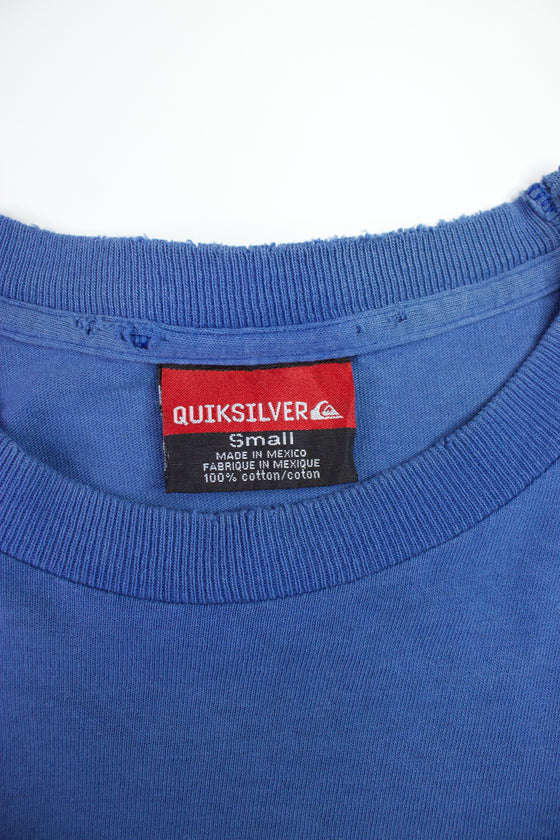 QUIKSILVER
Small
MADE IN MEXICO
FABRIQUE IN MEXIQUE
100% cotton/coton